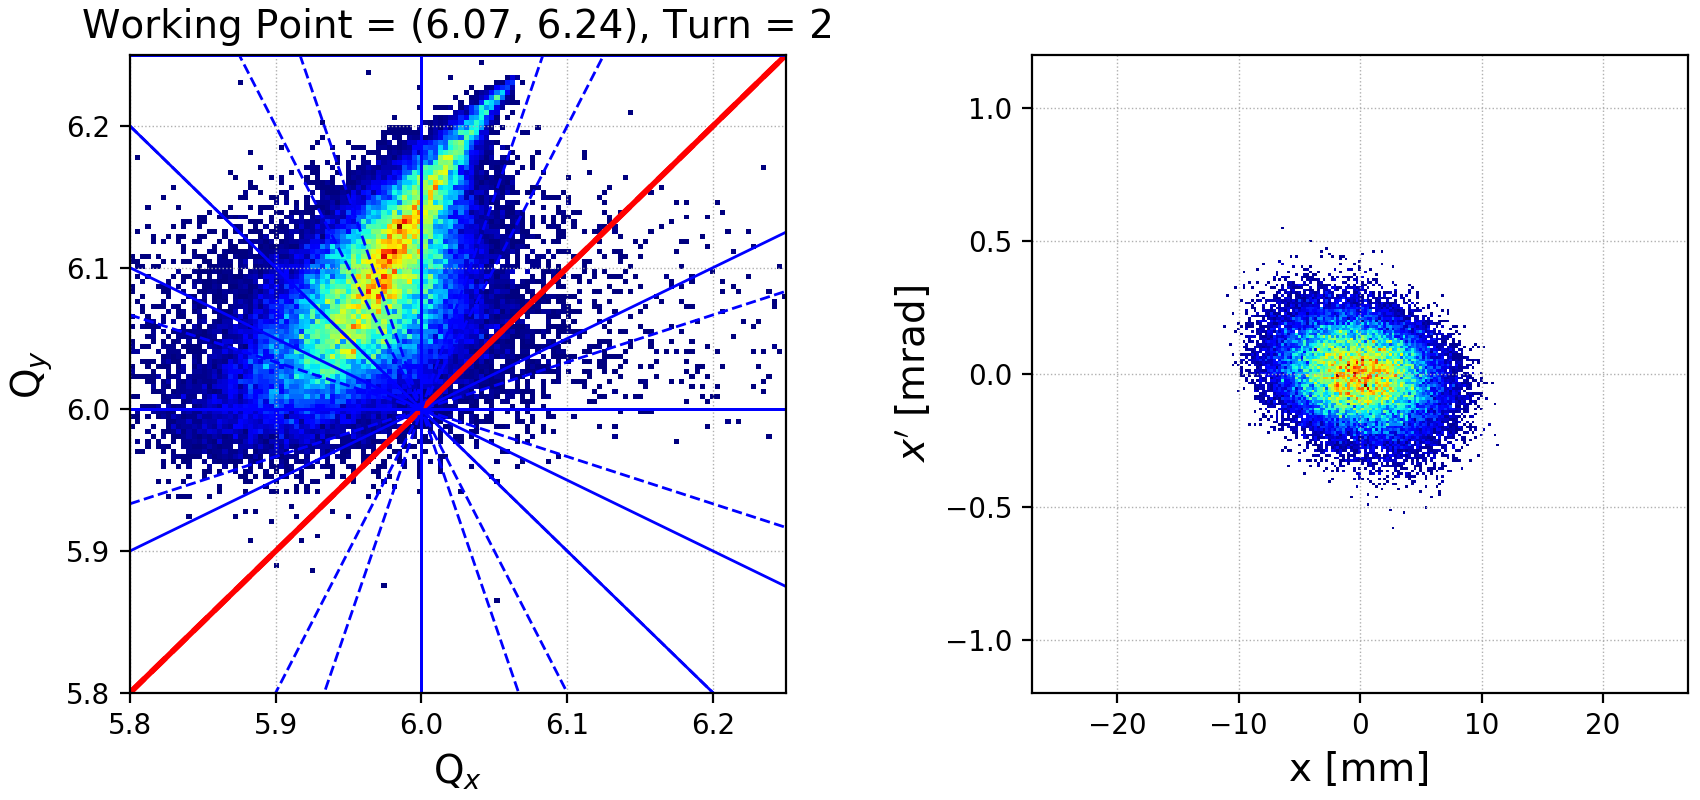 Working Point = (6.07, 6.24), Turn = 2
6.2
6.1
6.0
5.9
5.8
Qy
5.8 5.9 6.0 6.1 6.2
Qx
1.0
0.5
0.0
−0.5
−1.0
x′ [mrad]
−20 −10 0 10 20
x [mm]